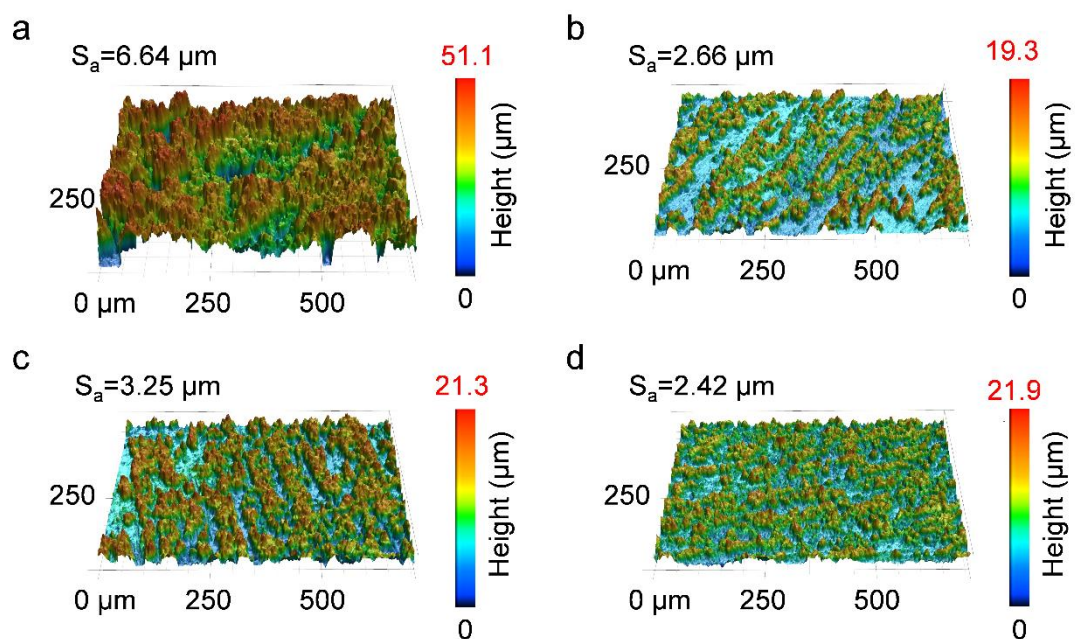 a
Sa=6.64 µm
51.1
Height (µm)
0
250
0 µm
250
500
b
Sa=2.66 µm
19.3
Height (µm)
0
250
0 µm
250
500
c
Sa=3.25 µm
21.3
Height (µm)
0
250
0 µm
250
500
d
Sa=2.42 µm
21.9
Height (µm)
0
250
0 µm
250
500